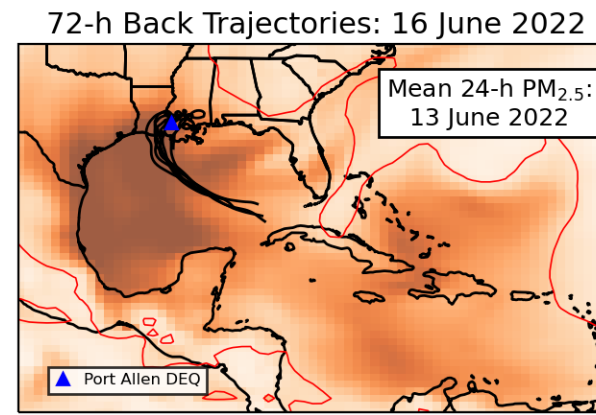 72-h Back Trajectories: 16 June 2022
Mean 24-h PM₂.₅:
13 June 2022
Port Allen DEQ